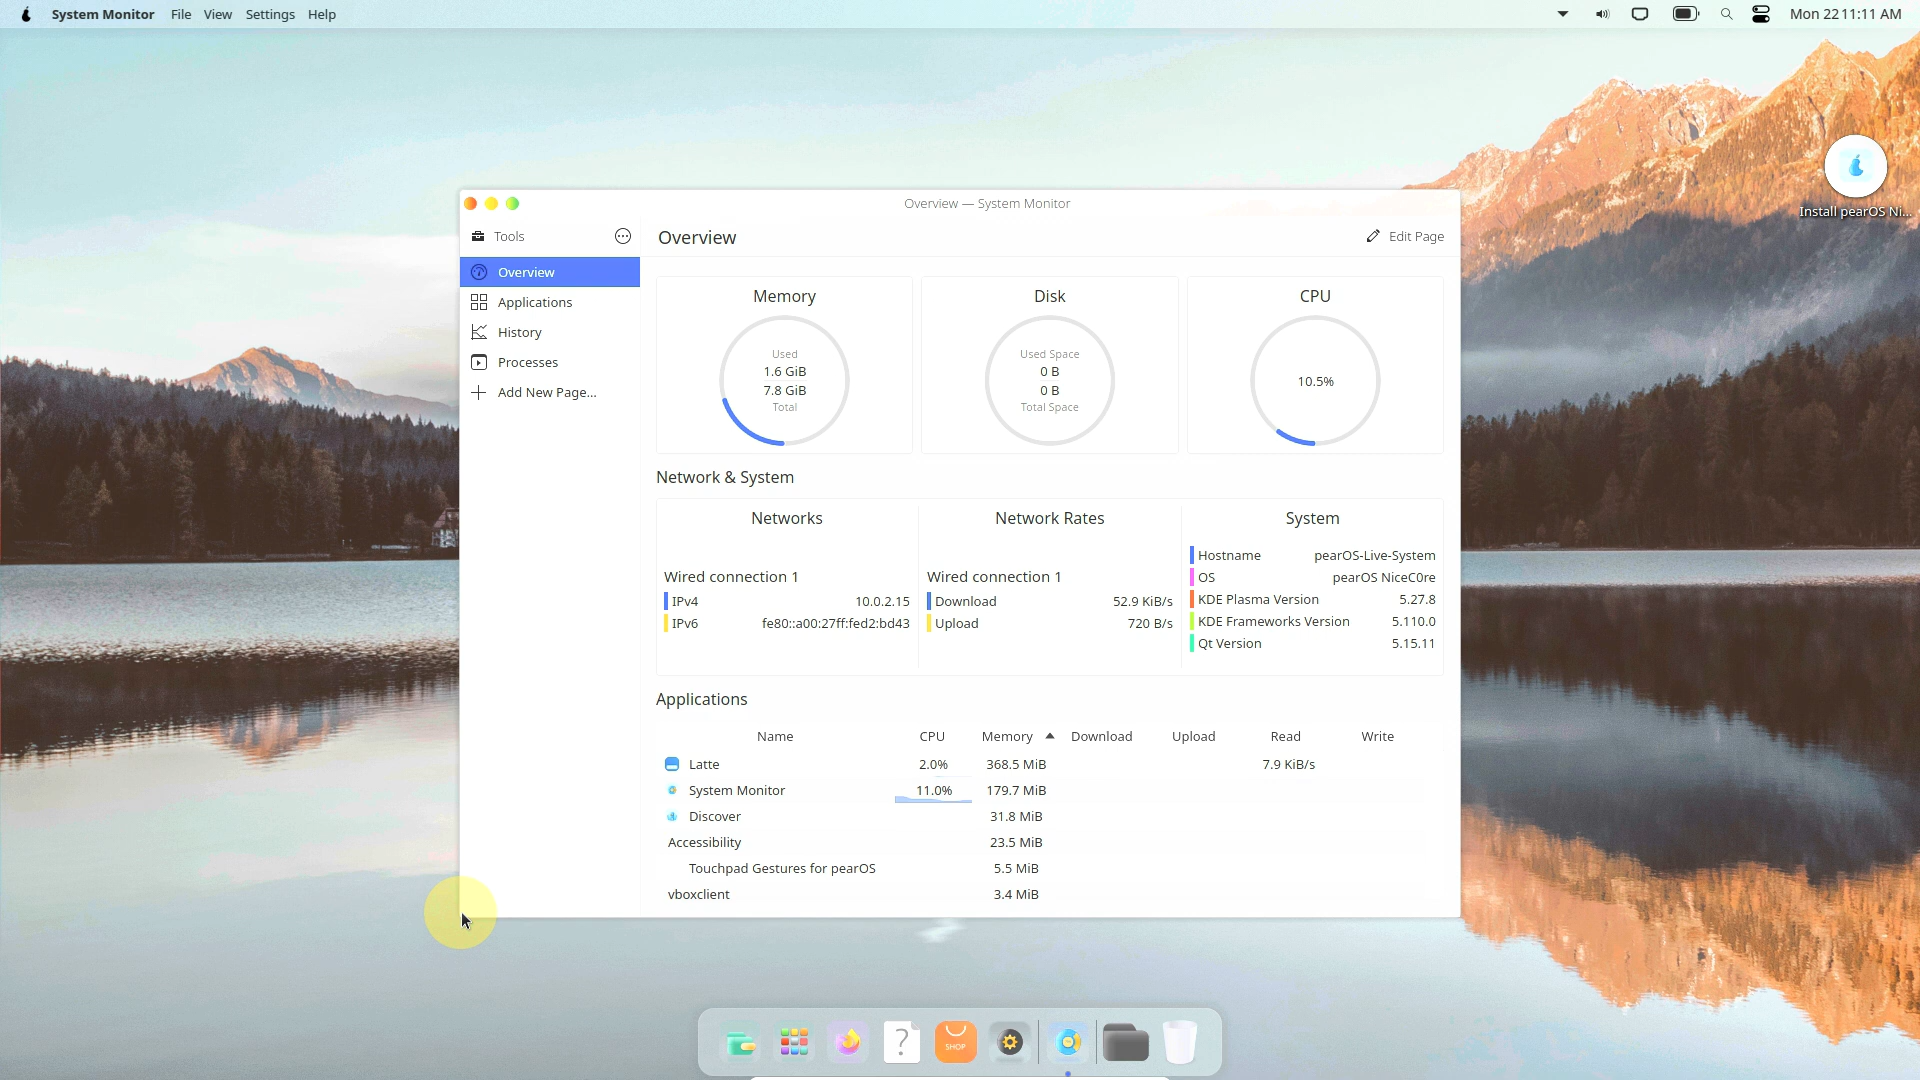 System Monitor File View Settings Help
Mon 22 11:11 AM
Install pearOS Ni...
Overview — System Monitor
Tools
Overview
Edit Page
Overview
Applications
History
Processes
Add New Page...
Memory
Used
1.6 GiB
7.8 GiB
Total
Disk
Used Space
0 B
0 B
Total Space
CPU
10.5%
Network & System
Networks
Wired connection 1
IPv4 10.0.2.15
IPv6 fe80::a00:27ff:fed2:bd43
Network Rates
Wired connection 1
Download 52.9 KiB/s
Upload 720 B/s
System
Hostname pearOS-Live-System
OS pearOS NiceC0re
KDE Plasma Version 5.27.8
KDE Frameworks Version 5.110.0
Qt Version 5.15.11
Applications
Name CPU Memory Download Upload Read Write
Latte 2.0% 368.5 MiB 7.9 KiB/s
System Monitor 11.0% 179.7 MiB
Discover 31.8 MiB
Accessibility 23.5 MiB
Touchpad Gestures for pearOS 5.5 MiB
vboxclient 3.4 MiB
?
SHOP